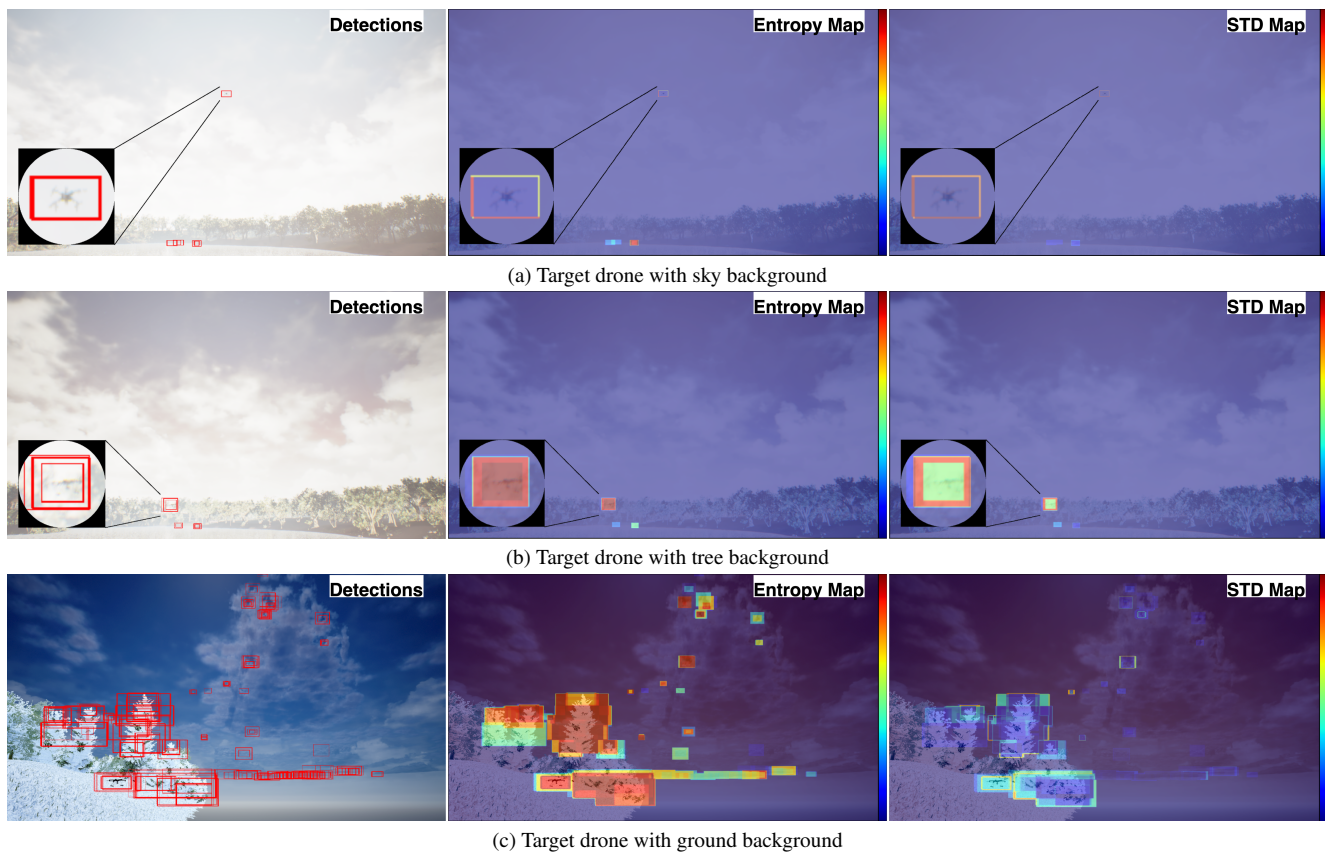 Detections
Entropy Map
STD Map
(a) Target drone with sky background
Detections
Entropy Map
STD Map
(b) Target drone with tree background
Detections
Entropy Map
STD Map
(c) Target drone with ground background